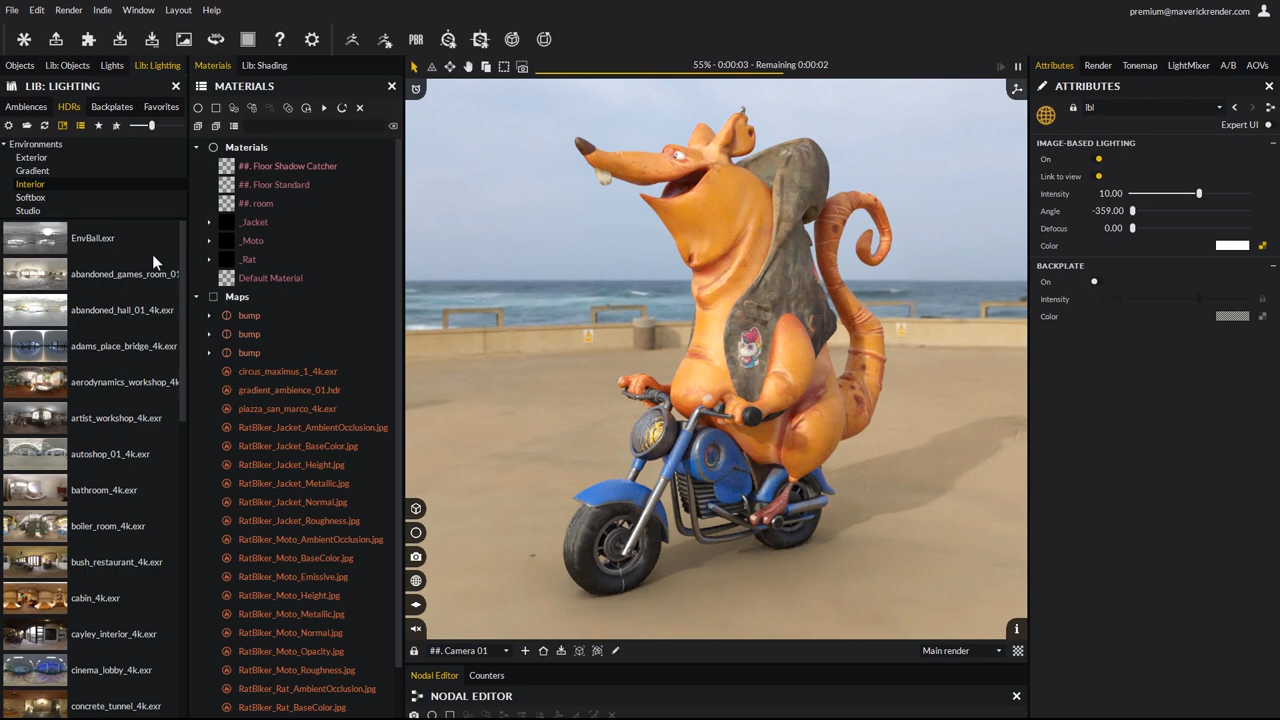 File Edit Render Indie Window Layout Help
premium@maverickrender.com
PBR
Objects Lib: Objects Lights Lib: Lighting
Materials Lib: Shading
55% - 0:00:03 - Remaining 0:00:02
Attributes Render Tonemap LightMixer A/B AOVs
LIB: LIGHTING
Ambiences HDRs Backplates Favorites
Environments
Exterior
Gradient
Interior
Softbox
Studio
EnvBall.exr
abandoned_games_room_01
abandoned_hall_01_4k.exr
adams_place_bridge_4k.exr
aerodynamics_workshop_4k
artist_workshop_4k.exr
autoshop_01_4k.exr
bathroom_4k.exr
boiler_room_4k.exr
bush_restaurant_4k.exr
cabin_4k.exr
cayley_interior_4k.exr
cinema_lobby_4k.exr
concrete_tunnel_4k.exr
MATERIALS
Materials
##. Floor Shadow Catcher
##. Floor Standard
##. room
_Jacket
_Moto
_Rat
Default Material
Maps
bump
bump
bump
circus_maximus_1_4k.exr
gradient_ambience_01.hdr
piazza_san_marco_4k.exr
RatBiker_Jacket_AmbientOcclusion.jpg
RatBiker_Jacket_BaseColor.jpg
RatBiker_Jacket_Height.jpg
RatBiker_Jacket_Metallic.jpg
RatBiker_Jacket_Normal.jpg
RatBiker_Jacket_Roughness.jpg
RatBiker_Moto_AmbientOcclusion.jpg
RatBiker_Moto_BaseColor.jpg
RatBiker_Moto_Emissive.jpg
RatBiker_Moto_Height.jpg
RatBiker_Moto_Metallic.jpg
RatBiker_Moto_Normal.jpg
RatBiker_Moto_Opacity.jpg
RatBiker_Moto_Roughness.jpg
RatBiker_Rat_AmbientOcclusion.jpg
RatBiker_Rat_BaseColor.jpg
##. Camera 01
Main render
Nodal Editor Counters
NODAL EDITOR
ATTRIBUTES
ibl
Expert UI
IMAGE-BASED LIGHTING
On
Link to view
Intensity 10.00
Angle -359.00
Defocus 0.00
Color
BACKPLATE
On
Intensity
Color